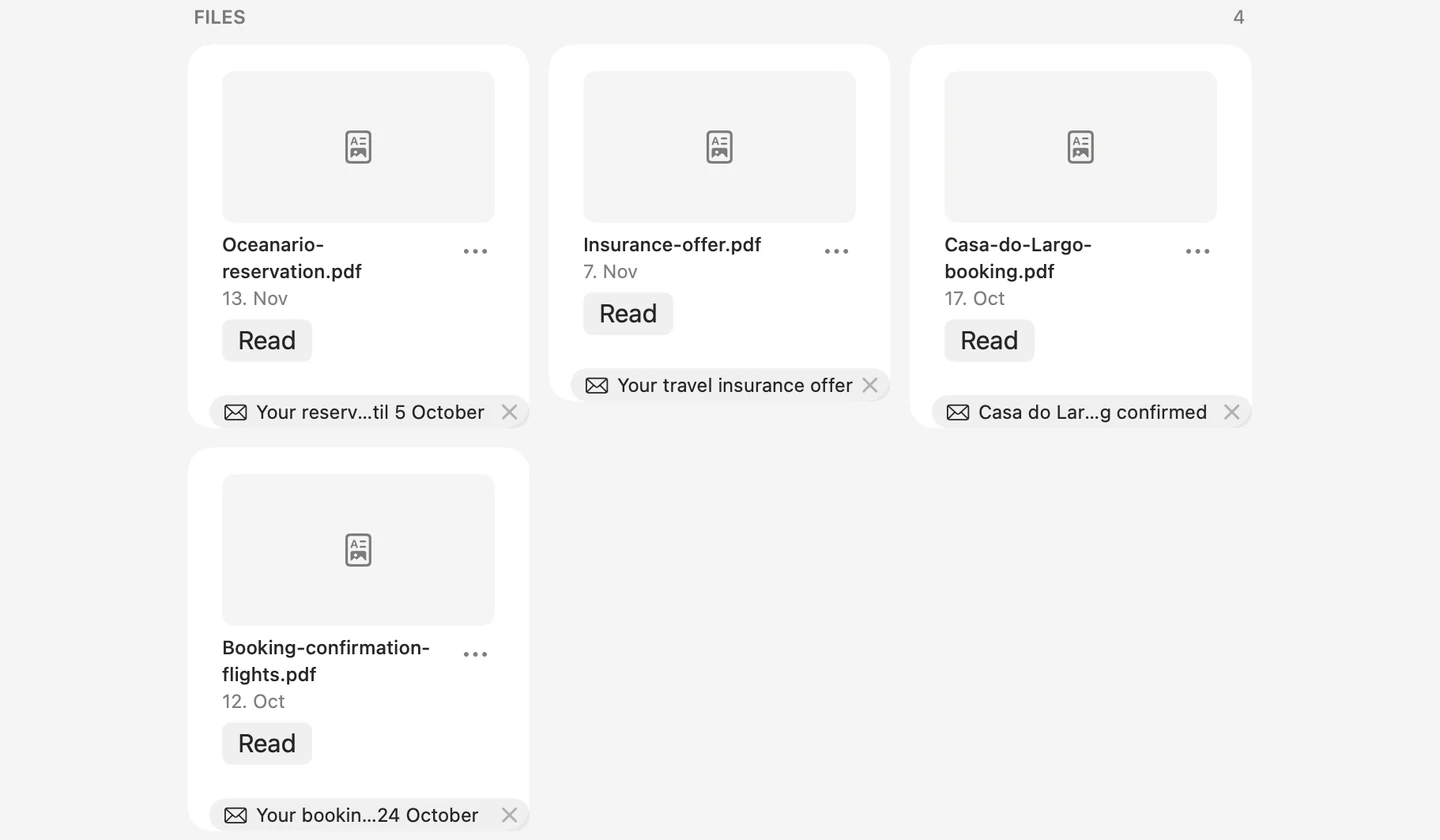 FILES 4
Oceanario-
reservation.pdf
13. Nov
Read
Your reserv...til 5 October
Insurance-offer.pdf
7. Nov
Read
Your travel insurance offer
Casa-do-Largo-
booking.pdf
17. Oct
Read
Casa do Lar...g confirmed
Booking-confirmation-
flights.pdf
12. Oct
Read
Your bookin...24 October